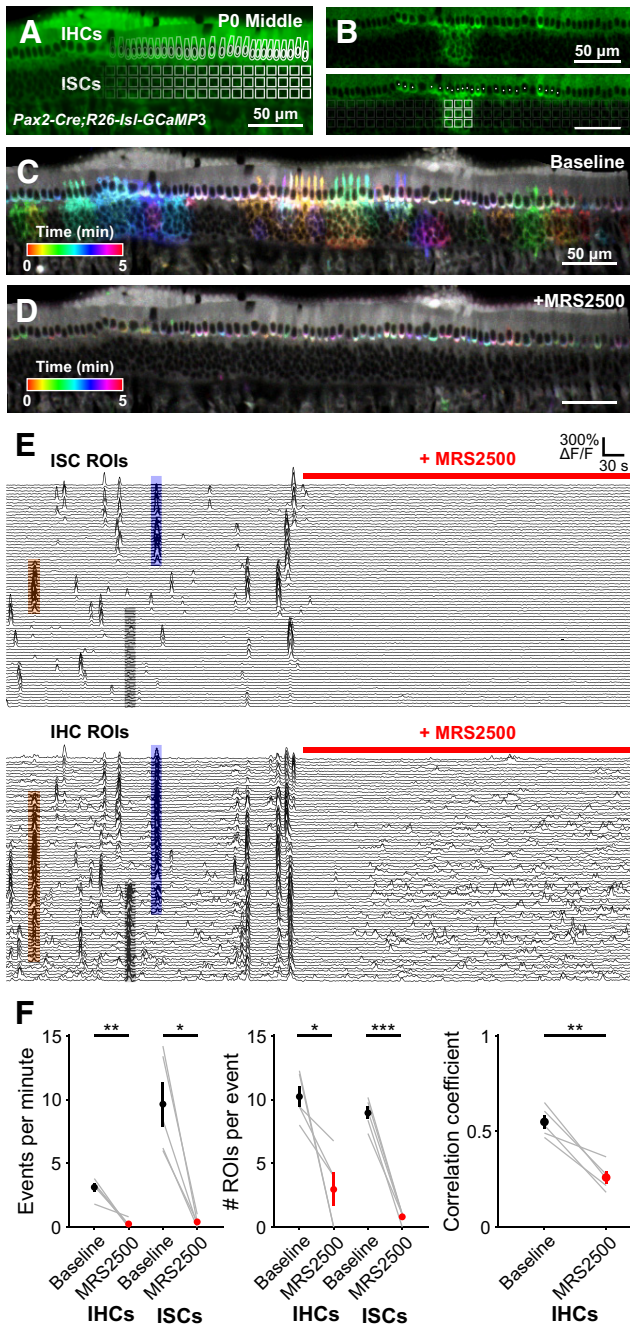 A
IHCs
P0 Middle
ISCs
Pax2-Cre;R26-lsl-GCaMP3
50 µm
B
50 µm
C
Baseline
Time (min)
0
5
50 µm
D
+MRS2500
Time (min)
0
5
E
300%
ΔF/F
30 s
ISC ROIs
+ MRS2500
IHC ROIs
+ MRS2500
F
Events per minute
15
10
5
0
**
*
Baseline
MRS2500
Baseline
MRS2500
IHCs
ISCs
# ROIs per event
15
10
5
0
*
***
Baseline
MRS2500
Baseline
MRS2500
IHCs
ISCs
Correlation coefficient
1
0.5
0
**
Baseline
MRS2500
IHCs